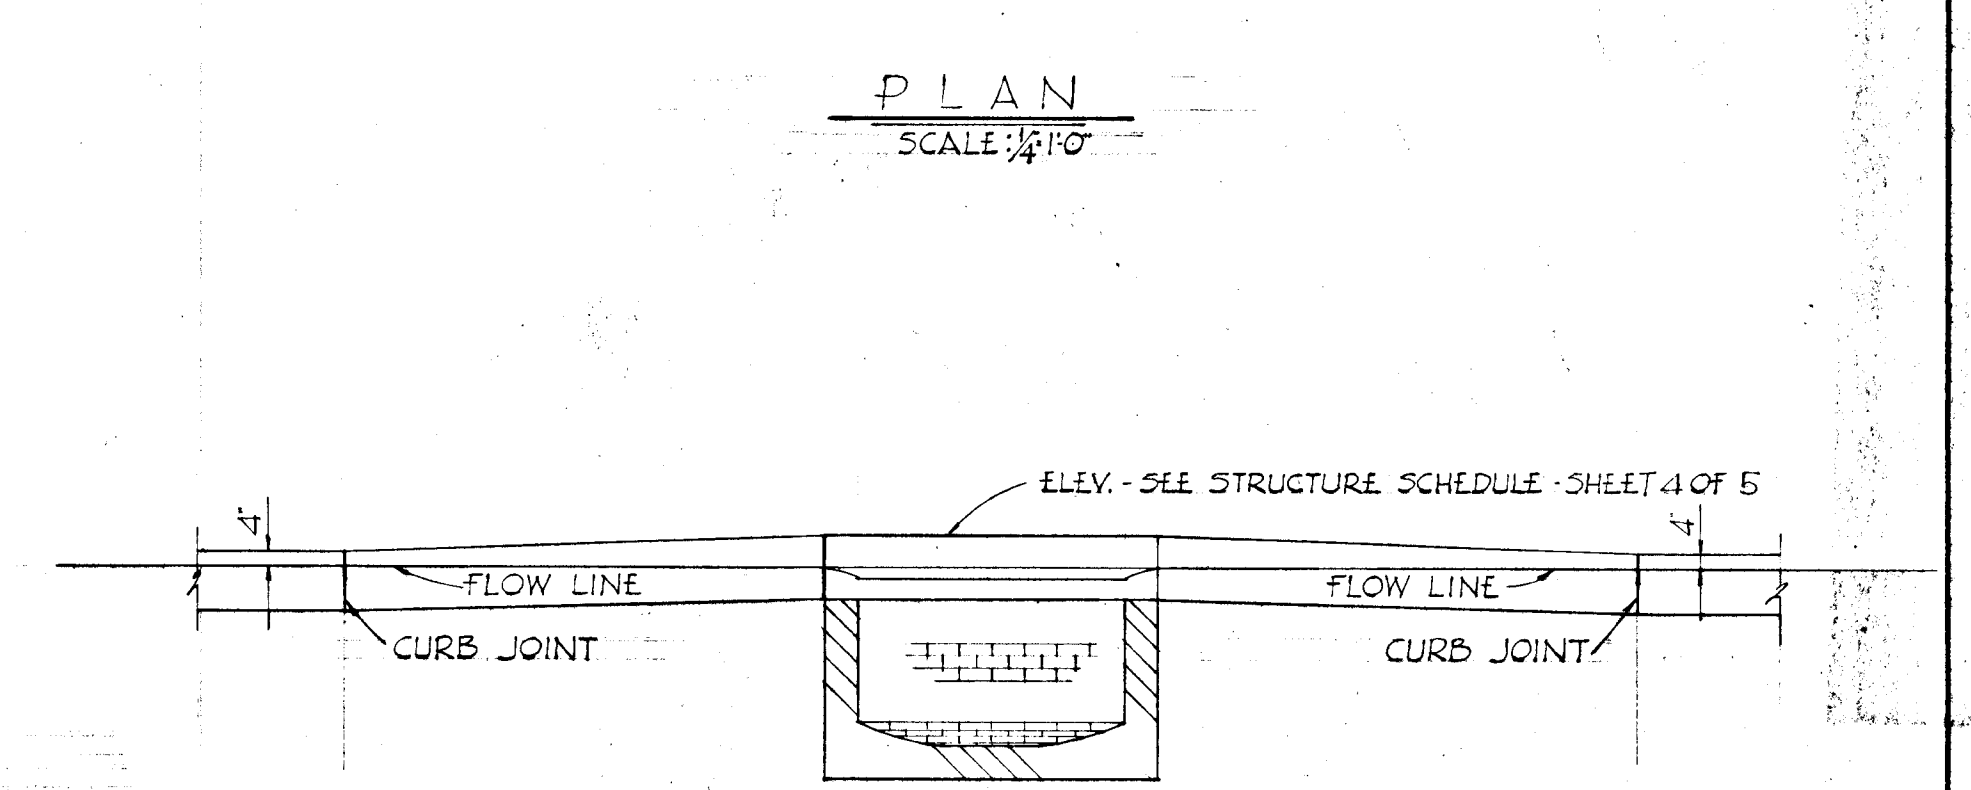 PLAN
SCALE: 1/4"=1'-0"
ELEV. - SEE STRUCTURE SCHEDULE - SHEET 4 OF 5
4"
4"
FLOW LINE
FLOW LINE
CURB JOINT
CURB JOINT